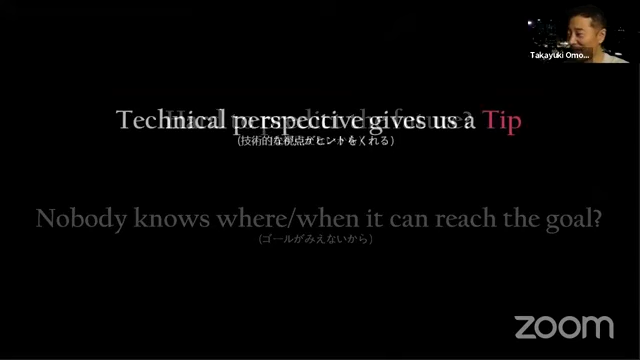 Takayuki Omo...
Technical perspective gives us a Tip
(技術的な視点がヒントをくれる)
Nobody knows where/when it can reach the goal?
(ゴールがみえないから)
zoom